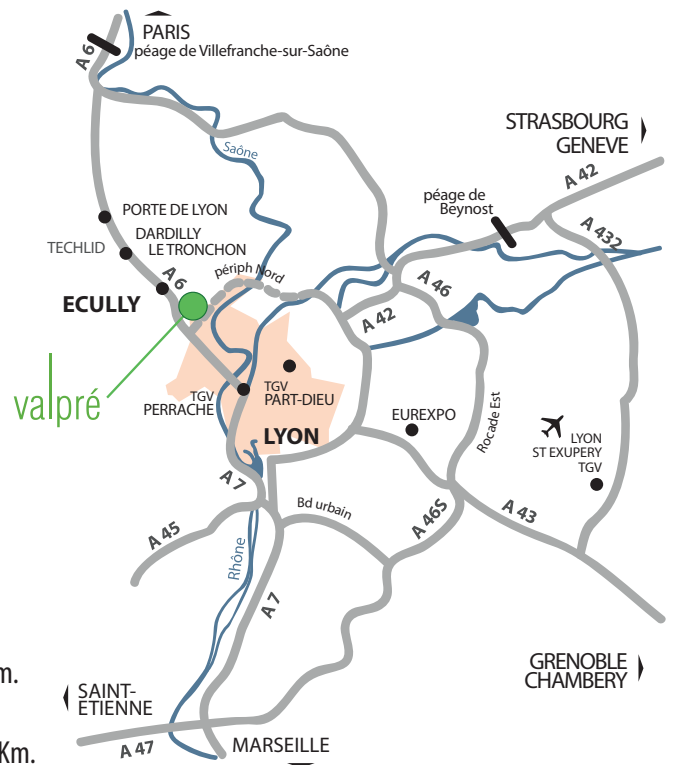 PARIS
péage de Villefranche-sur-Saône
A 6
STRASBOURG
GENEVE
Saône
A 42
péage de
Beynost
PORTE DE LYON
DARDILLY
LE TRONCHON
TECHLID
A 432
périph Nord
A 6
A 46
ECULLY
A 42
valpré
TGV
PERRACHE
TGV
PART-DIEU
EUREXPO
Rocade Est
LYON
LYON
ST EXUPERY
TGV
A 7
Bd urbain
A 46S
A 43
A 45
Rhône
A 7
m.
GRENOBLE
CHAMBERY
SAINT-
ETIENNE
Km.
A 47
MARSEILLE